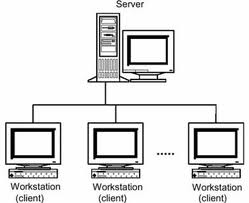 Server
.....
Workstation
(client)
Workstation
(client)
Workstation
(client)